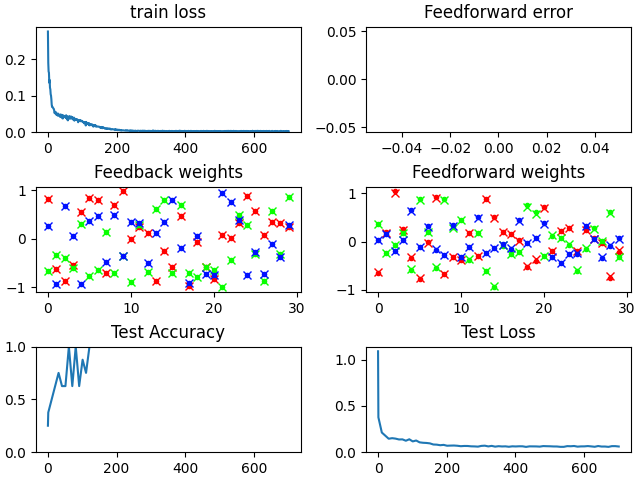 train loss
Feedforward error
0.2
0.1
0.0
0 200 400 600
0.05
0.00
−0.05
−0.04 −0.02 0.00 0.02 0.04
Feedback weights
Feedforward weights
1
0
−1
0 10 20 30
1
0
−1
0 10 20 30
Test Accuracy
Test Loss
1.0
0.5
0.0
0 200 400 600
1.0
0.5
0.0
0 200 400 600